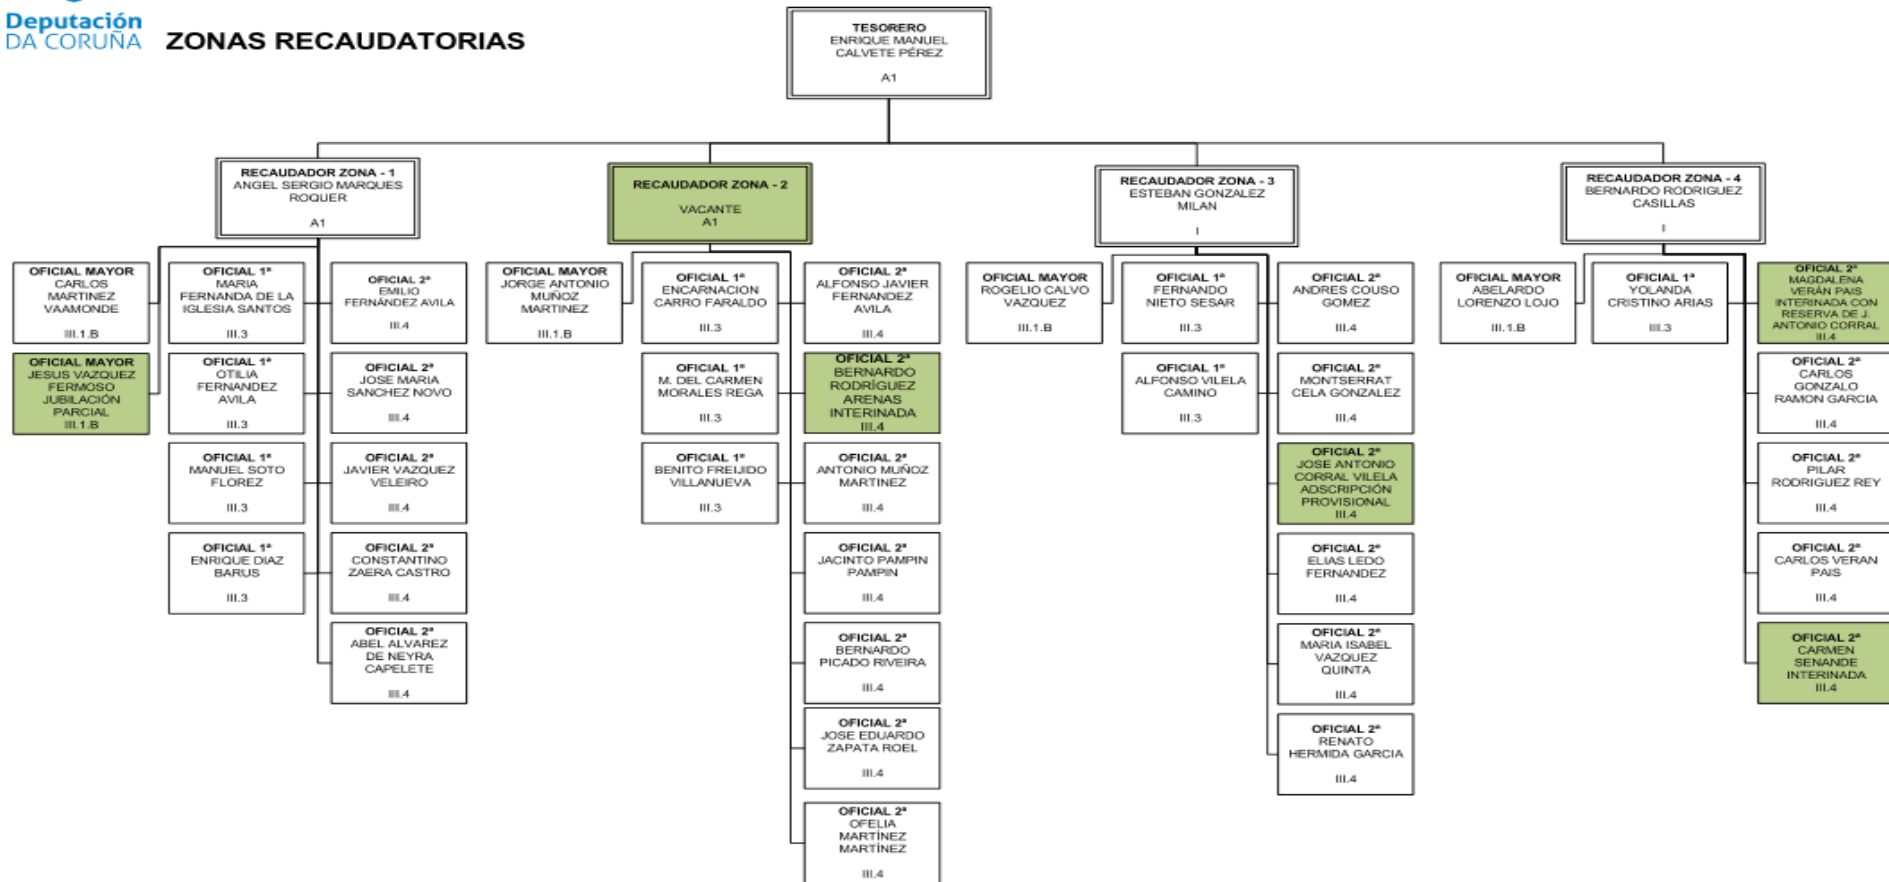 Deputación
DA CORUÑA
ZONAS RECAUDATORIAS
TESORERO
ENRIQUE MANUEL
CALVETE PÉREZ
A1
RECAUDADOR ZONA - 1
ANGEL SERGIO MARQUES
ROQUER
A1
RECAUDADOR ZONA - 2
VACANTE
A1
RECAUDADOR ZONA - 3
ESTEBAN GONZALEZ
MILAN
I
RECAUDADOR ZONA - 4
BERNARDO RODRIGUEZ
CASILLAS
I
OFICIAL MAYOR
CARLOS
MARTINEZ
VAAMONDE
III.1.B
OFICIAL MAYOR
JESUS VAZQUEZ
FERMOSO
JUBILACIÓN
PARCIAL
III.1.B
OFICIAL 1ª
MARIA
FERNANDA DE LA
IGLESIA SANTOS
III.3
OFICIAL 1ª
OTILIA
FERNANDEZ
AVILA
III.3
OFICIAL 1ª
MANUEL SOTO
FLOREZ
III.3
OFICIAL 1ª
ENRIQUE DIAZ
BARUS
III.3
OFICIAL 2ª
EMILIO
FERNÁNDEZ AVILA
III.4
OFICIAL 2ª
JOSE MARIA
SANCHEZ NOVO
III.4
OFICIAL 2ª
JAVIER VAZQUEZ
VELEIRO
III.4
OFICIAL 2ª
CONSTANTINO
ZAERA CASTRO
III.4
OFICIAL 2ª
ABEL ALVAREZ
DE NEYRA
CAPELETE
III.4
OFICIAL MAYOR
JORGE ANTONIO
MUÑOZ
MARTINEZ
III.1.B
OFICIAL 1ª
ENCARNACION
CARRO FARALDO
III.3
OFICIAL 1ª
M. DEL CARMEN
MORALES REGA
III.3
OFICIAL 1ª
BENITO FREIJIDO
VILLANUEVA
III.3
OFICIAL 2ª
ALFONSO JAVIER
FERNANDEZ
AVILA
III.4
OFICIAL 2ª
BERNARDO
RODRÍGUEZ
ARENAS
INTERINADA
III.4
OFICIAL 2ª
ANTONIO MUÑOZ
MARTINEZ
III.4
OFICIAL 2ª
JACINTO PAMPIN
PAMPIN
III.4
OFICIAL 2ª
BERNARDO
PICADO RIVEIRA
III.4
OFICIAL 2ª
JOSE EDUARDO
ZAPATA ROEL
III.4
OFICIAL 2ª
OFELIA
MARTÍNEZ
MARTÍNEZ
III.4
OFICIAL MAYOR
ROGELIO CALVO
VAZQUEZ
III.1.B
OFICIAL 1ª
FERNANDO
NIETO SESAR
III.3
OFICIAL 1ª
ALFONSO VILELA
CAMINO
III.3
OFICIAL 2ª
ANDRES COUSO
GOMEZ
III.4
OFICIAL 2ª
MONTSERRAT
CELA GONZALEZ
III.4
OFICIAL 2ª
JOSE ANTONIO
CORRAL VILELA
ADSCRIPCIÓN
PROVISIONAL
III.4
OFICIAL 2ª
ELIAS LEDO
FERNANDEZ
III.4
OFICIAL 2ª
MARIA ISABEL
VAZQUEZ
QUINTA
III.4
OFICIAL 2ª
RENATO
HERMIDA GARCIA
III.4
OFICIAL MAYOR
ABELARDO
LORENZO LOJO
III.1.B
OFICIAL 1ª
YOLANDA
CRISTINO ARIAS
III.3
OFICIAL 2ª
MAGDALENA
VERÁN PAIS
INTERINADA CON
RESERVA DE J.
ANTONIO CORRAL
III.4
OFICIAL 2ª
CARLOS
GONZALO
RAMON GARCIA
III.4
OFICIAL 2ª
PILAR
RODRIGUEZ REY
III.4
OFICIAL 2ª
CARLOS VERAN
PAIS
III.4
OFICIAL 2ª
CARMEN
SENANDE
INTERINADA
III.4